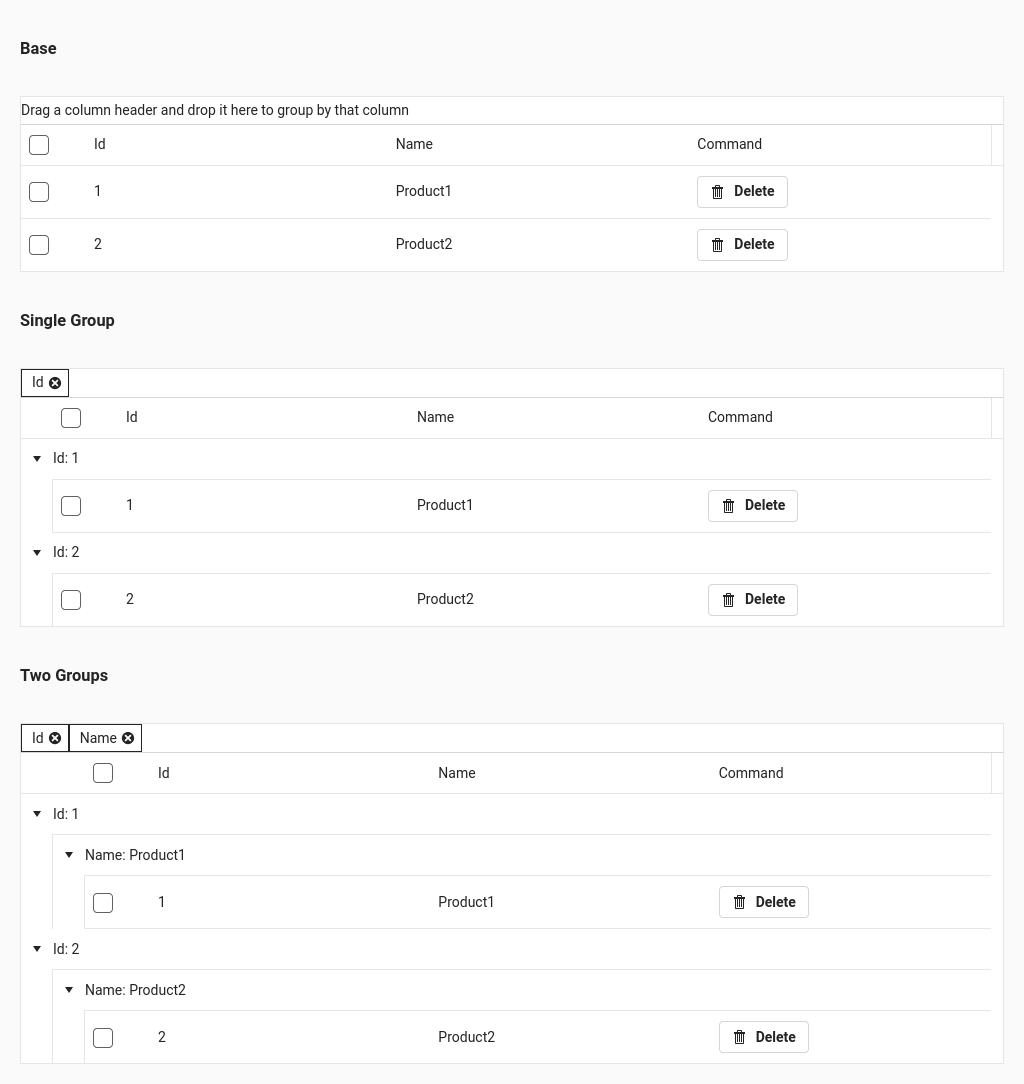 Base
Drag a column header and drop it here to group by that column
Id Name Command
1 Product1 Delete
2 Product2 Delete
Single Group
Id
Id Name Command
Id: 1
1 Product1 Delete
Id: 2
2 Product2 Delete
Two Groups
Id Name
Id Name Command
Id: 1
Name: Product1
1 Product1 Delete
Id: 2
Name: Product2
2 Product2 Delete